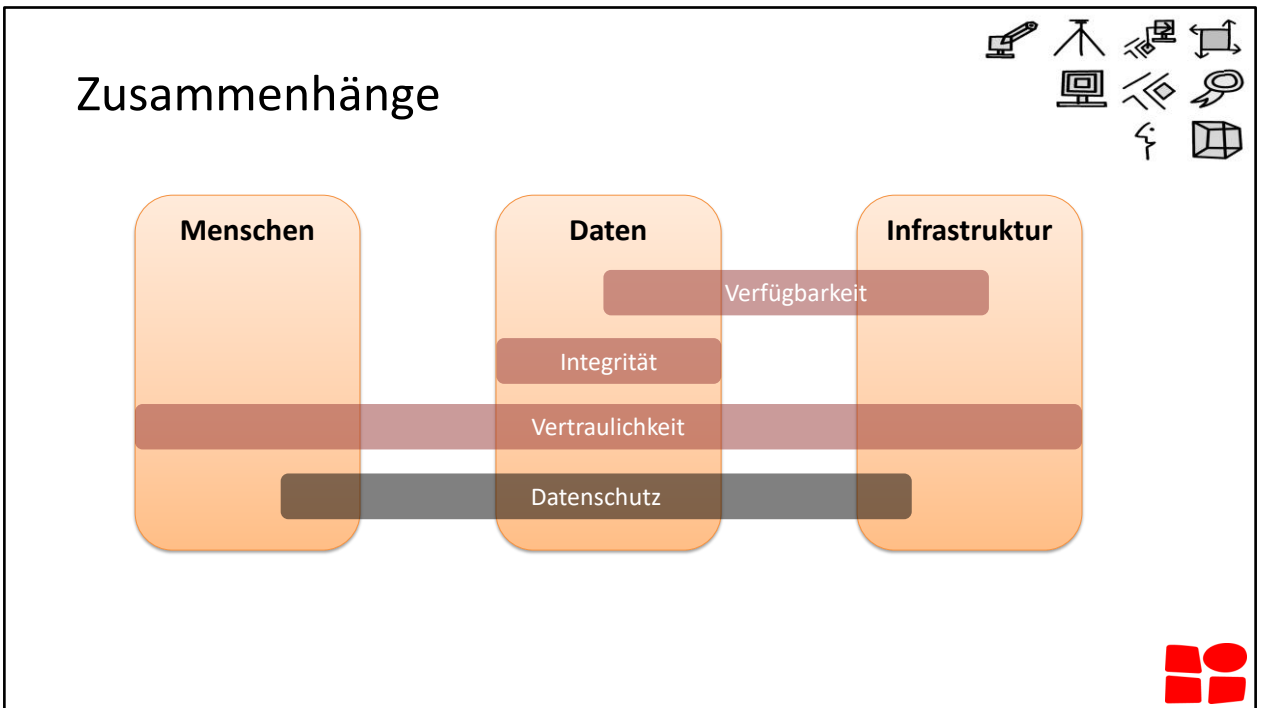 Zusammenhänge
Menschen
Daten
Infrastruktur
Verfügbarkeit
Integrität
Vertraulichkeit
Datenschutz